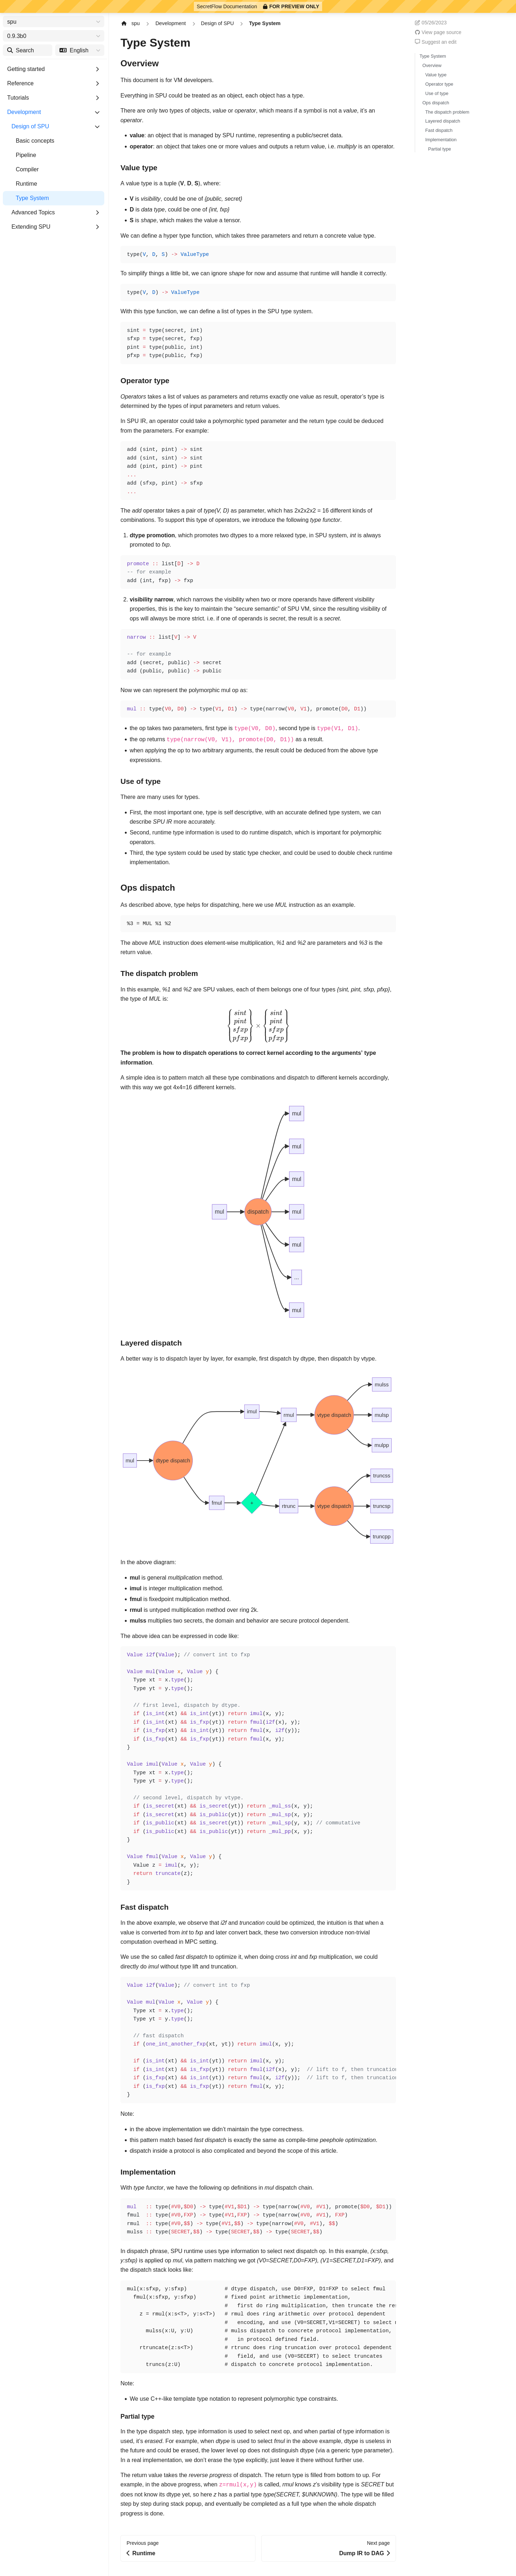 SecretFlow Documentation FOR PREVIEW ONLY
spu
0.9.3b0
Search English
Getting started
Reference
Tutorials
Development
Design of SPU
Basic concepts
Pipeline
Compiler
Runtime
Type System
Advanced Topics
Extending SPU
spu Development Design of SPU Type System
05/26/2023
View page source
Suggest an edit
Type System
Overview
Value type
Operator type
Use of type
Ops dispatch
The dispatch problem
Layered dispatch
Fast dispatch
Implementation
Partial type
Type System
Overview
This document is for VM developers.
Everything in SPU could be treated as an object, each object has a type.
There are only two types of objects, value or operator, which means if a symbol is not a value, it's an
operator.
• value: an object that is managed by SPU runtime, representing a public/secret data.
• operator: an object that takes one or more values and outputs a return value, i.e. multiply is an operator.
Value type
A value type is a tuple (V, D, S), where:
• V is visibility, could be one of {public, secret}
• D is data type, could be one of {int, fxp}
• S is shape, which makes the value a tensor.
We can define a hyper type function, which takes three parameters and return a concrete value type.
type(V, D, S) -> ValueType
To simplify things a little bit, we can ignore shape for now and assume that runtime will handle it correctly.
type(V, D) -> ValueType
With this type function, we can define a list of types in the SPU type system.
sint = type(secret, int)
sfxp = type(secret, fxp)
pint = type(public, int)
pfxp = type(public, fxp)
Operator type
Operators takes a list of values as parameters and returns exactly one value as result, operator's type is
determined by the types of input parameters and return values.
In SPU IR, an operator could take a polymorphic typed parameter and the return type could be deduced
from the parameters. For example:
add (sint, pint) -> sint
add (sint, sint) -> sint
add (pint, pint) -> pint
...
add (sfxp, pint) -> sfxp
...
The add operator takes a pair of type(V, D) as parameter, which has 2x2x2x2 = 16 different kinds of
combinations. To support this type of operators, we introduce the following type functor.
1. dtype promotion, which promotes two dtypes to a more relaxed type, in SPU system, int is always
promoted to fxp.
promote :: list[D] -> D
-- for example
add (int, fxp) -> fxp
2. visibility narrow, which narrows the visibility when two or more operands have different visibility
properties, this is the key to maintain the "secure semantic" of SPU VM, since the resulting visibility of
ops will always be more strict. i.e. if one of operands is secret, the result is a secret.
narrow :: list[V] -> V
-- for example
add (secret, public) -> secret
add (public, public) -> public
Now we can represent the polymorphic mul op as:
mul :: type(V0, D0) -> type(V1, D1) -> type(narrow(V0, V1), promote(D0, D1))
• the op takes two parameters, first type is type(V0, D0), second type is type(V1, D1).
• the op returns type(narrow(V0, V1), promote(D0, D1)) as a result.
• when applying the op to two arbitrary arguments, the result could be deduced from the above type
expressions.
Use of type
There are many uses for types.
• First, the most important one, type is self descriptive, with an accurate defined type system, we can
describe SPU IR more accurately.
• Second, runtime type information is used to do runtime dispatch, which is important for polymorphic
operators.
• Third, the type system could be used by static type checker, and could be used to double check runtime
implementation.
Ops dispatch
As described above, type helps for dispatching, here we use MUL instruction as an example.
%3 = MUL %1 %2
The above MUL instruction does element-wise multiplication, %1 and %2 are parameters and %3 is the
return value.
The dispatch problem
In this example, %1 and %2 are SPU values, each of them belongs one of four types {sint, pint, sfxp, pfxp},
the type of MUL is:
sint sint
pint × pint
sfxp sfxp
pfxp pfxp
The problem is how to dispatch operations to correct kernel according to the arguments' type
information.
A simple idea is to pattern match all these type combinations and dispatch to different kernels accordingly,
with this way we got 4x4=16 different kernels.
mul
mul
mul
mul dispatch mul
mul
...
mul
Layered dispatch
A better way is to dispatch layer by layer, for example, first dispatch by dtype, then dispatch by vtype.
mulss
imul rmul vtype dispatch mulsp
mulpp
mul dtype dispatch
truncss
fmul + rtrunc vtype dispatch truncsp
truncpp
In the above diagram:
• mul is general multiplication method.
• imul is integer multiplication method.
• fmul is fixedpoint multiplication method.
• rmul is untyped multiplication method over ring 2k.
• mulss multiplies two secrets, the domain and behavior are secure protocol dependent.
The above idea can be expressed in code like:
Value i2f(Value); // convert int to fxp
Value mul(Value x, Value y) {
Type xt = x.type();
Type yt = y.type();
// first level, dispatch by dtype.
if (is_int(xt) && is_int(yt)) return imul(x, y);
if (is_int(xt) && is_fxp(yt)) return fmul(i2f(x), y);
if (is_fxp(xt) && is_int(yt)) return fmul(x, i2f(y));
if (is_fxp(xt) && is_fxp(yt)) return fmul(x, y);
}
Value imul(Value x, Value y) {
Type xt = x.type();
Type yt = y.type();
// second level, dispatch by vtype.
if (is_secret(xt) && is_secret(yt)) return _mul_ss(x, y);
if (is_secret(xt) && is_public(yt)) return _mul_sp(x, y);
if (is_public(xt) && is_secret(yt)) return _mul_sp(y, x); // commutative
if (is_public(xt) && is_public(yt)) return _mul_pp(x, y);
}
Value fmul(Value x, Value y) {
Value z = imul(x, y);
return truncate(z);
}
Fast dispatch
In the above example, we observe that i2f and truncation could be optimized, the intuition is that when a
value is converted from int to fxp and later convert back, these two conversion introduce non-trivial
computation overhead in MPC setting.
We use the so called fast dispatch to optimize it, when doing cross int and fxp multiplication, we could
directly do imul without type lift and truncation.
Value i2f(Value); // convert int to fxp
Value mul(Value x, Value y) {
Type xt = x.type();
Type yt = y.type();
// fast dispatch
if (one_int_another_fxp(xt, yt)) return imul(x, y);
if (is_int(xt) && is_int(yt)) return imul(x, y);
if (is_int(xt) && is_fxp(yt)) return fmul(i2f(x), y); // lift to f, then truncation
if (is_fxp(xt) && is_int(yt)) return fmul(x, i2f(y)); // lift to f, then truncation
if (is_fxp(xt) && is_fxp(yt)) return fmul(x, y);
}
Note:
• in the above implementation we didn't maintain the type correctness.
• this pattern match based fast dispatch is exactly the same as compile-time peephole optimization.
• dispatch inside a protocol is also complicated and beyond the scope of this article.
Implementation
With type functor, we have the following op definitions in mul dispatch chain.
mul :: type(#V0,$D0) -> type(#V1,$D1) -> type(narrow(#V0, #V1), promote($D0, $D1))
fmul :: type(#V0,FXP) -> type(#V1,FXP) -> type(narrow(#V0, #V1), FXP)
rmul :: type(#V0,$$) -> type(#V1,$$) -> type(narrow(#V0, #V1), $$)
mulss :: type(SECRET,$$) -> type(SECRET,$$) -> type(SECRET,$$)
In dispatch phrase, SPU runtime uses type information to select next dispatch op. In this example, (x:sfxp,
y:sfxp) is applied op mul, via pattern matching we got (V0=SECRET,D0=FXP), (V1=SECRET,D1=FXP), and
the dispatch stack looks like:
mul(x:sfxp, y:sfxp) # dtype dispatch, use D0=FXP, D1=FXP to select fmul
fmul(x:sfxp, y:sfxp) # fixed point arithmetic implementation,
# first do ring multiplication, then truncate the res
z = rmul(x:s<T>, y:s<T>) # rmul does ring arithmetic over protocol dependent
# encoding, and use (V0=SECRET,V1=SECRET) to select m
mulss(x:U, y:U) # mulss dispatch to concrete protocol implementation,
# in protocol defined field.
rtruncate(z:s<T>) # rtrunc does ring truncation over protocol dependent
# field, and use (V0=SECERT) to select truncates
truncs(z:U) # dispatch to concrete protocol implementation.
Note:
• We use C++-like template type notation to represent polymorphic type constraints.
Partial type
In the type dispatch step, type information is used to select next op, and when partial of type information is
used, it's erased. For example, when dtype is used to select fmul in the above example, dtype is useless in
the future and could be erased, the lower level op does not distinguish dtype (via a generic type parameter).
In a real implementation, we don't erase the type explicitly, just leave it there without further use.
The return value takes the reverse progress of dispatch. The return type is filled from bottom to up. For
example, in the above progress, when z=rmul(x,y) is called, rmul knows z's visibility type is SECRET but
does not know its dtype yet, so here z has a partial type type(SECRET, $UNKNOWN). The type will be filled
step by step during stack popup, and eventually be completed as a full type when the whole dispatch
progress is done.
Previous page
Runtime
Next page
Dump IR to DAG